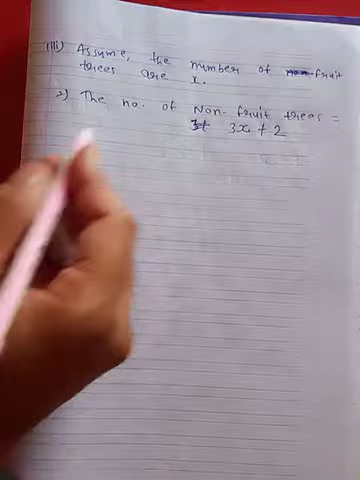 (iii) Assume, the number of fruit
trees are x.
=) The no. of Non-fruit trees =
3x + 2